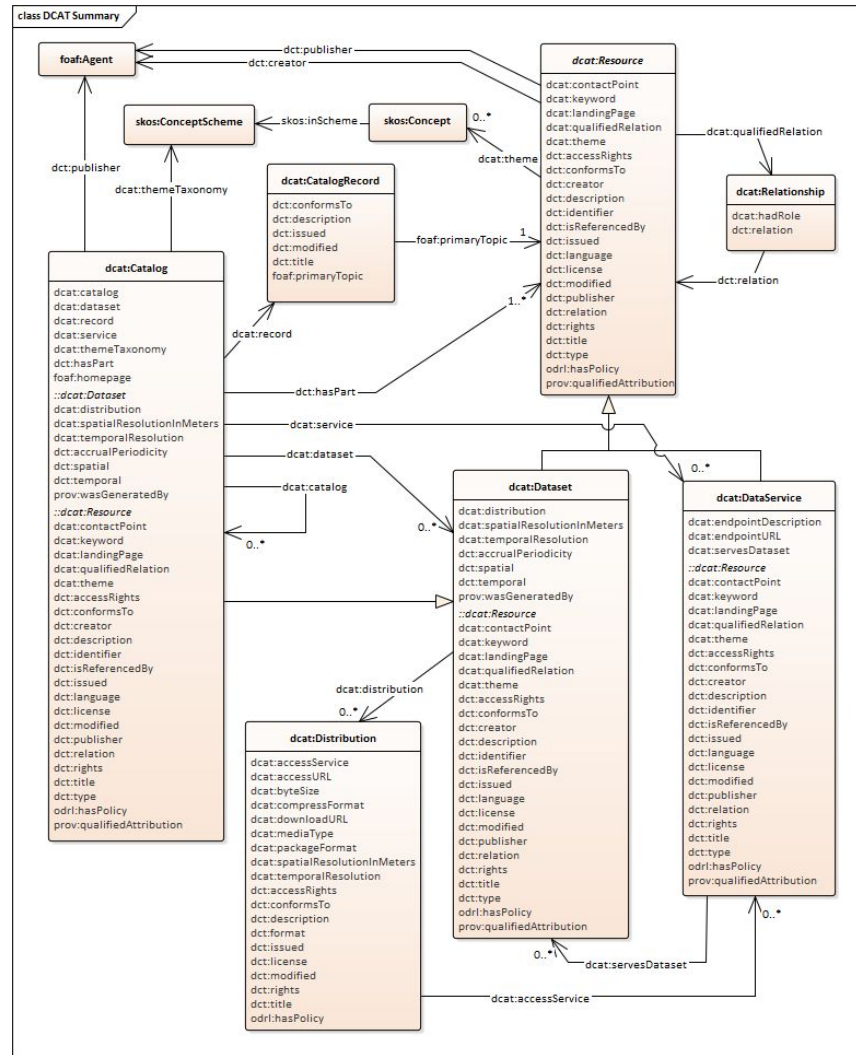 class DCAT Summary
foaf:Agent
dct:publisher
dct:creator
skos:ConceptScheme
skos:inScheme
skos:Concept
0..*
dcat:theme
dct:publisher
dcat:themeTaxonomy
dcat:Resource
dcat:contactPoint
dcat:keyword
dcat:landingPage
dcat:qualifiedRelation
dcat:theme
dct:accessRights
dct:conformsTo
dct:creator
dct:description
dct:identifier
dct:isReferencedBy
dct:issued
dct:language
dct:license
dct:modified
dct:publisher
dct:relation
dct:rights
dct:title
dct:type
odrl:hasPolicy
prov:qualifiedAttribution
dcat:qualifiedRelation
dcat:Relationship
dcat:hadRole
dct:relation
dct:relation
dcat:CatalogRecord
dct:conformsTo
dct:description
dct:issued
dct:modified
dct:title
foaf:primaryTopic
foaf:primaryTopic
1
1..*
dcat:record
dct:hasPart
dcat:service
0..*
dcat:dataset
0..*
dcat:catalog
0..*
dcat:Catalog
dcat:catalog
dcat:dataset
dcat:record
dcat:service
dcat:themeTaxonomy
dct:hasPart
foaf:homepage
::dcat:Dataset
dcat:distribution
dcat:spatialResolutionInMeters
dcat:temporalResolution
dct:accrualPeriodicity
dct:spatial
dct:temporal
prov:wasGeneratedBy
::dcat:Resource
dcat:contactPoint
dcat:keyword
dcat:landingPage
dcat:qualifiedRelation
dcat:theme
dct:accessRights
dct:conformsTo
dct:creator
dct:description
dct:identifier
dct:isReferencedBy
dct:issued
dct:language
dct:license
dct:modified
dct:publisher
dct:relation
dct:rights
dct:title
dct:type
odrl:hasPolicy
prov:qualifiedAttribution
dcat:Dataset
dcat:distribution
dcat:spatialResolutionInMeters
dcat:temporalResolution
dct:accrualPeriodicity
dct:spatial
dct:temporal
prov:wasGeneratedBy
::dcat:Resource
dcat:contactPoint
dcat:keyword
dcat:landingPage
dcat:qualifiedRelation
dcat:theme
dct:accessRights
dct:conformsTo
dct:creator
dct:description
dct:identifier
dct:isReferencedBy
dct:issued
dct:language
dct:license
dct:modified
dct:publisher
dct:relation
dct:rights
dct:title
dct:type
odrl:hasPolicy
prov:qualifiedAttribution
dcat:DataService
dcat:endpointDescription
dcat:endpointURL
dcat:servesDataset
::dcat:Resource
dcat:contactPoint
dcat:keyword
dcat:landingPage
dcat:qualifiedRelation
dcat:theme
dct:accessRights
dct:conformsTo
dct:creator
dct:description
dct:identifier
dct:isReferencedBy
dct:issued
dct:language
dct:license
dct:modified
dct:publisher
dct:relation
dct:rights
dct:title
dct:type
odrl:hasPolicy
prov:qualifiedAttribution
dcat:distribution
0..*
dcat:Distribution
dcat:accessService
dcat:accessURL
dcat:byteSize
dcat:compressFormat
dcat:downloadURL
dcat:mediaType
dcat:packageFormat
dcat:spatialResolutionInMeters
dcat:temporalResolution
dct:accessRights
dct:conformsTo
dct:description
dct:format
dct:issued
dct:license
dct:modified
dct:rights
dct:title
odrl:hasPolicy
0..*
dcat:servesDataset
0..*
dcat:accessService